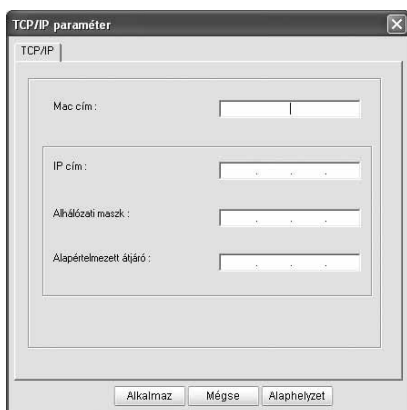 TCP/IP paraméter
TCP/IP
Mac cím :
IP cím :
. . .
Alhálózati maszk :
. . .
Alapértelmezett átjáró :
. . .
Alkalmaz Mégse Alaphelyzet